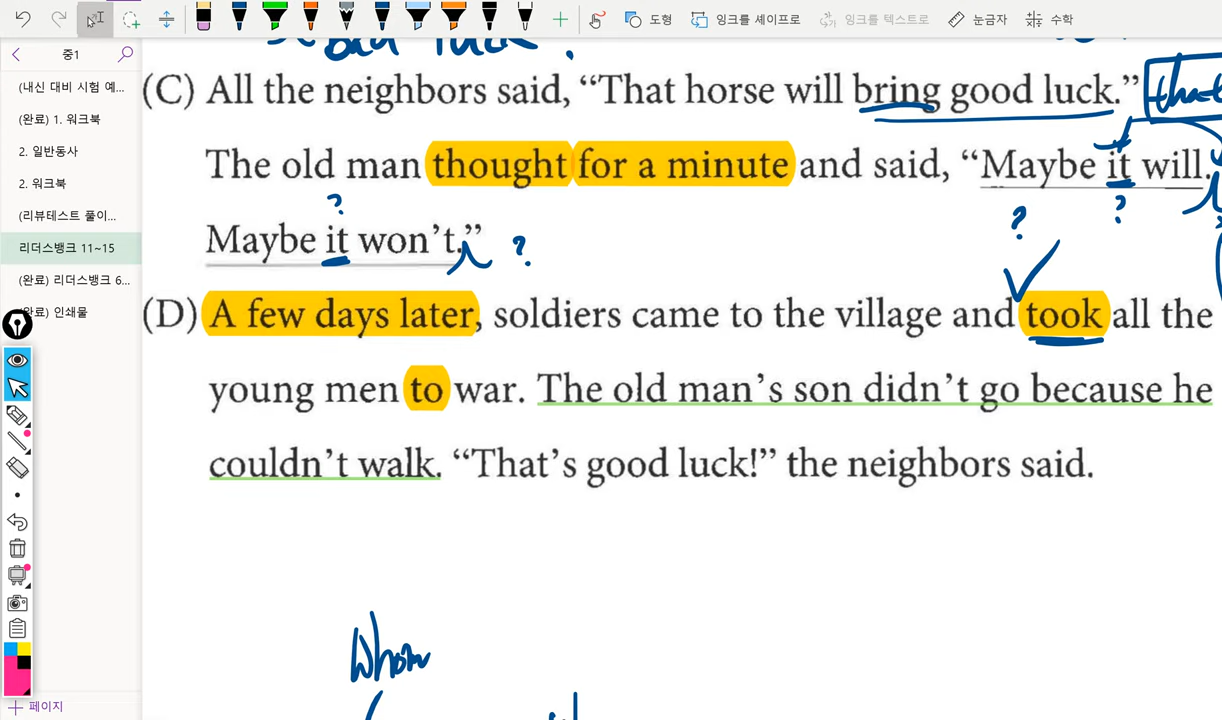 도형 잉크를 셰이프로 잉크를 텍스트로 눈금자 수학
중1
(내신 대비 시험 예...
(완료) 1. 워크북
2. 일반동사
2. 워크북
(리뷰테스트 풀이...
리더스뱅크 11~15
(완료) 리더스뱅크 6...
완료) 인쇄물
페이지
bad luck.
(C) All the neighbors said, “That horse will bring good luck.” that
The old man thought for a minute and said, “Maybe it will.
? ? ?
Maybe it won’t.” ?
(D) A few days later, soldiers came to the village and took all the
young men to war. The old man’s son didn’t go because he
couldn’t walk. “That’s good luck!” the neighbors said.